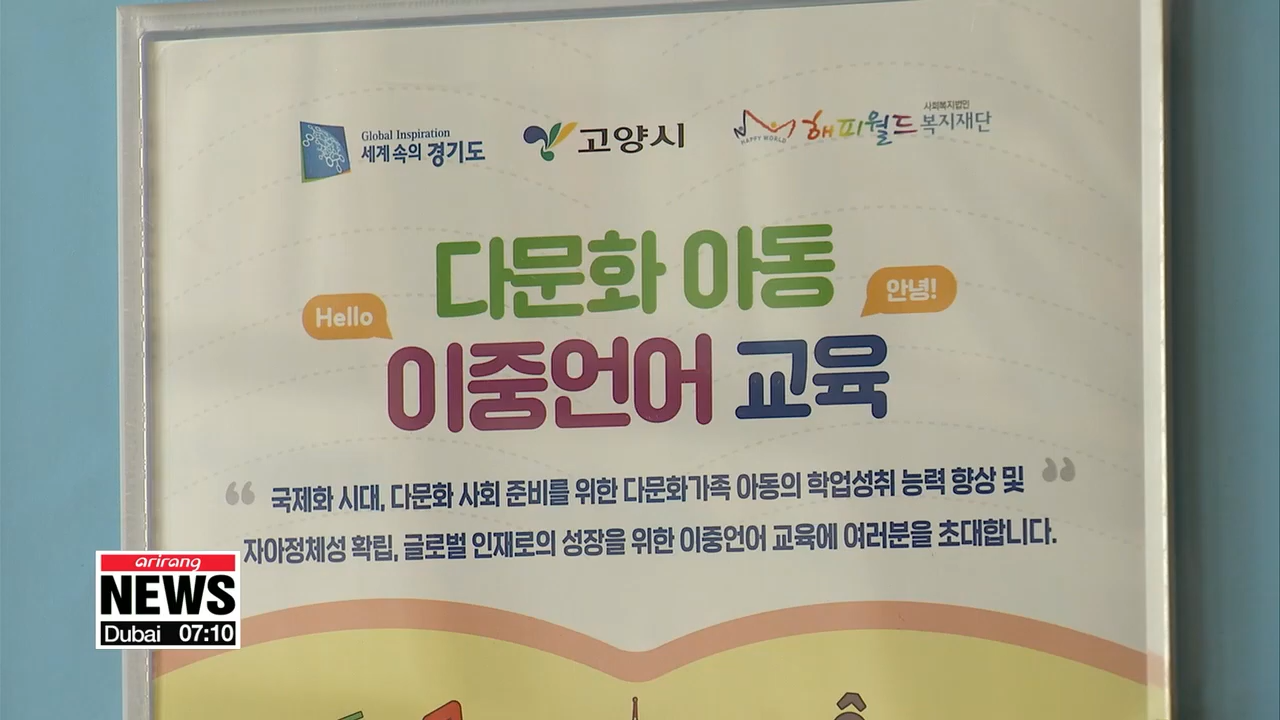 Global Inspiration
세계 속의 경기도
고양시
HAPPY WORLD
해피월드
사회복지법인
복지재단
다문화 아동
Hello
안녕!
이중언어 교육
“ 국제화 시대, 다문화 사회 준비를 위한 다문화가족 아동의 학업성취 능력 향상 및 ”
자아정체성 확립, 글로벌 인재로의 성장을 위한 이중언어 교육에 여러분을 초대합니다.
arirang
NEWS
Dubai 07:10